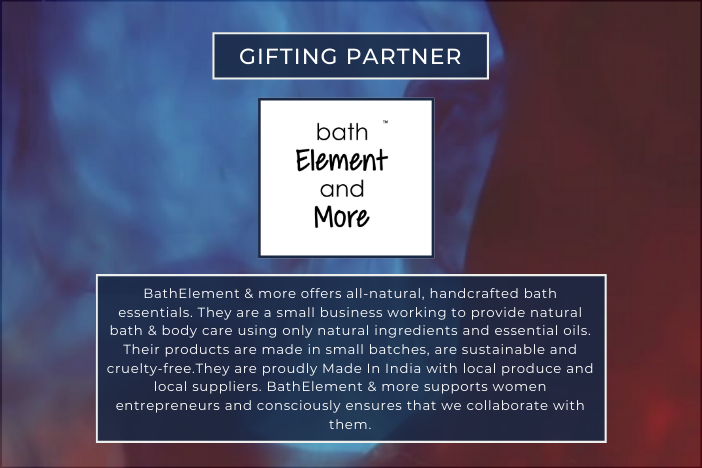 GIFTING PARTNER
bath ™
Element
and
More
BathElement & more offers all-natural, handcrafted bath
essentials. They are a small business working to provide natural
bath & body care using only natural ingredients and essential oils.
Their products are made in small batches, are sustainable and
cruelty-free.They are proudly Made In India with local produce and
local suppliers. BathElement & more supports women
entrepreneurs and consciously ensures that we collaborate with
them.